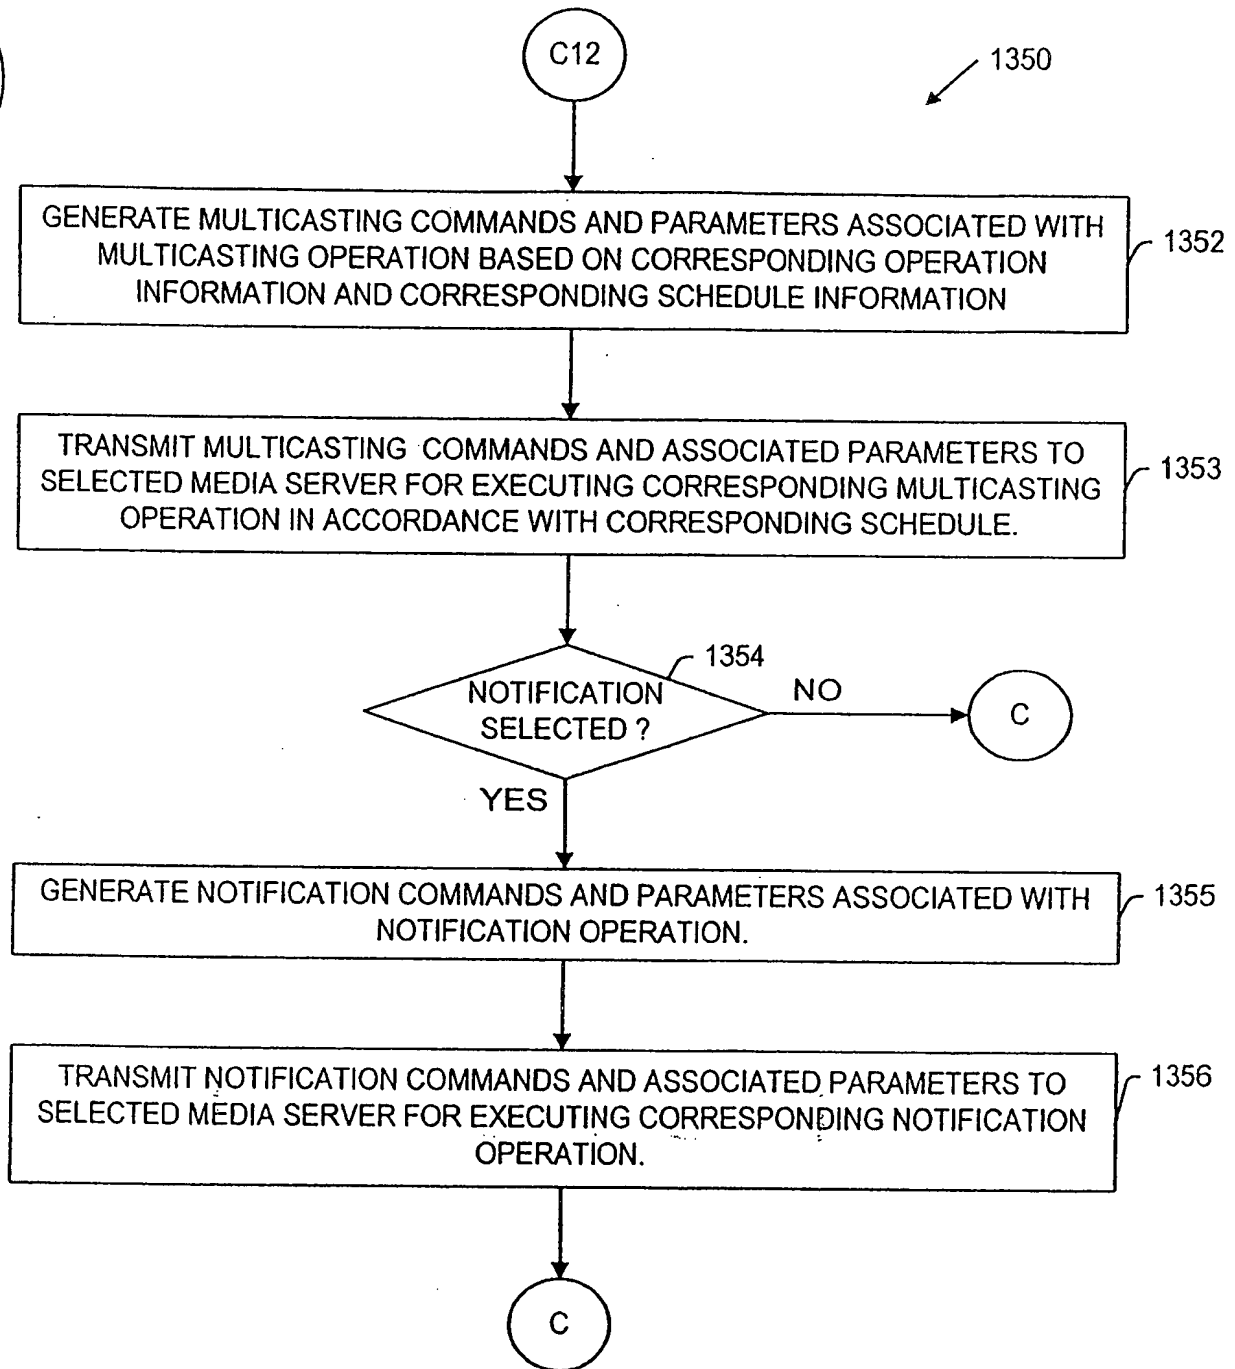 C12
1350
GENERATE MULTICASTING COMMANDS AND PARAMETERS ASSOCIATED WITH
MULTICASTING OPERATION BASED ON CORRESPONDING OPERATION
INFORMATION AND CORRESPONDING SCHEDULE INFORMATION
1352
TRANSMIT MULTICASTING COMMANDS AND ASSOCIATED PARAMETERS TO
SELECTED MEDIA SERVER FOR EXECUTING CORRESPONDING MULTICASTING
OPERATION IN ACCORDANCE WITH CORRESPONDING SCHEDULE.
1353
1354
NOTIFICATION
SELECTED ?
NO
C
YES
GENERATE NOTIFICATION COMMANDS AND PARAMETERS ASSOCIATED WITH
NOTIFICATION OPERATION.
1355
TRANSMIT NOTIFICATION COMMANDS AND ASSOCIATED PARAMETERS TO
SELECTED MEDIA SERVER FOR EXECUTING CORRESPONDING NOTIFICATION
OPERATION.
1356
C